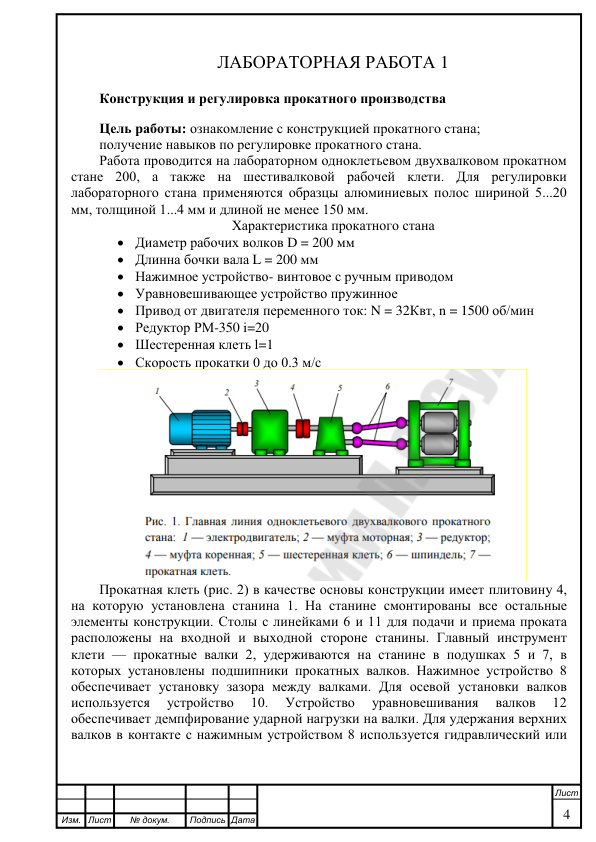 ЛАБОРАТОРНАЯ РАБОТА 1
Конструкция и регулировка прокатного производства
Цель работы: ознакомление с конструкцией прокатного стана;
получение навыков по регулировке прокатного стана.
Работа проводится на лабораторном одноклетьевом двухвалковом прокатном
стане 200, а также на шестивалковой рабочей клети. Для регулировки
лабораторного стана применяются образцы алюминиевых полос шириной 5...20
мм, толщиной 1...4 мм и длиной не менее 150 мм.
Характеристика прокатного стана
• Диаметр рабочих волков D = 200 мм
• Длинна бочки вала L = 200 мм
• Нажимное устройство- винтовое с ручным приводом
• Уравновешивающее устройство пружинное
• Привод от двигателя переменного ток: N = 32Квт, n = 1500 об/мин
• Редуктор РМ-350 i=20
• Шестеренная клеть l=1
• Скорость прокатки 0 до 0.3 м/с
1 2 3 4 5 6 7
Рис. 1. Главная линия одноклетьевого двухвалкового прокатного
стана: 1 — электродвигатель; 2 — муфта моторная; 3 — редуктор;
4 — муфта коренная; 5 — шестеренная клеть; 6 — шпиндель; 7 —
прокатная клеть.
Прокатная клеть (рис. 2) в качестве основы конструкции имеет плитовину 4,
на которую установлена станина 1. На станине смонтированы все остальные
элементы конструкции. Столы с линейками 6 и 11 для подачи и приема проката
расположены на входной и выходной стороне станины. Главный инструмент
клети — прокатные валки 2, удерживаются на станине в подушках 5 и 7, в
которых установлены подшипники прокатных валков. Нажимное устройство 8
обеспечивает установку зазора между валками. Для осевой установки валков
используется устройство 10. Устройство уравновешивания валков 12
обеспечивает демпфирование ударной нагрузки на валки. Для удержания верхних
валков в контакте с нажимным устройством 8 используется гидравлический или
Лист
4
Изм. Лист № докум. Подпись Дата